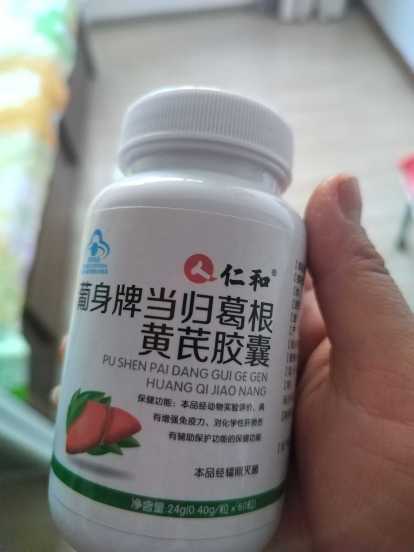 仁和
葡身牌当归葛根
黄芪胶囊
PU SHEN PAI DANG GUI GE GEN
HUANG QI JIAO NANG
保健功能：本品经动物实验评价，具
有增强免疫力、对化学性肝损伤
有辅助保护功能的保健功能
本品经辐照灭菌
净含量：24g(0.40g/粒×60粒)